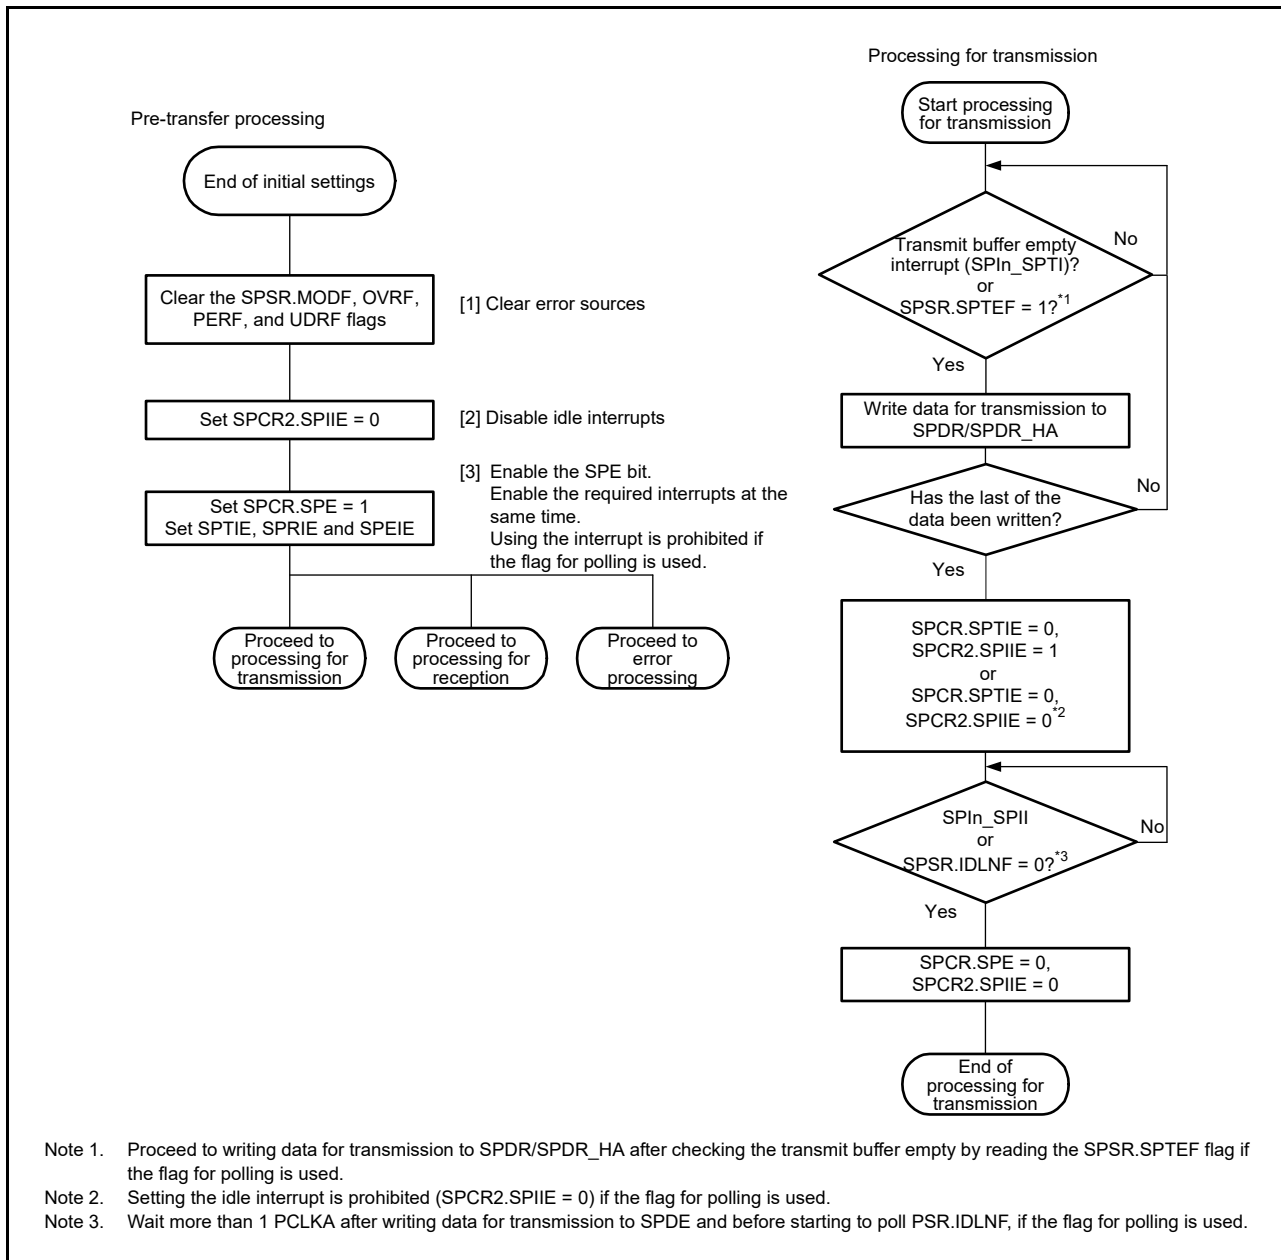 Pre-transfer processing
End of initial settings
Clear the SPSR.MODF, OVRF,
PERF, and UDRF flags
[1] Clear error sources
Set SPCR2.SPIIE = 0
[2] Disable idle interrupts
Set SPCR.SPE = 1
Set SPTIE, SPRIE and SPEIE
[3] Enable the SPE bit.
Enable the required interrupts at the
same time.
Using the interrupt is prohibited if
the flag for polling is used.
Proceed to
processing for
transmission
Proceed to
processing for
reception
Proceed to
error
processing
Processing for transmission
Start processing
for transmission
Transmit buffer empty
interrupt (SPIn_SPTI)?
or
SPSR.SPTEF = 1?*1
No
Yes
Write data for transmission to
SPDR/SPDR_HA
Has the last of the
data been written?
No
Yes
SPCR.SPTIE = 0,
SPCR2.SPIIE = 1
or
SPCR.SPTIE = 0,
SPCR2.SPIIE = 0*2
SPIn_SPII
or
SPSR.IDLNF = 0?*3
No
Yes
SPCR.SPE = 0,
SPCR2.SPIIE = 0
End of
processing for
transmission
Note 1. Proceed to writing data for transmission to SPDR/SPDR_HA after checking the transmit buffer empty by reading the SPSR.SPTEF flag if
the flag for polling is used.
Note 2. Setting the idle interrupt is prohibited (SPCR2.SPIIE = 0) if the flag for polling is used.
Note 3. Wait more than 1 PCLKA after writing data for transmission to SPDE and before starting to poll PSR.IDLNF, if the flag for polling is used.